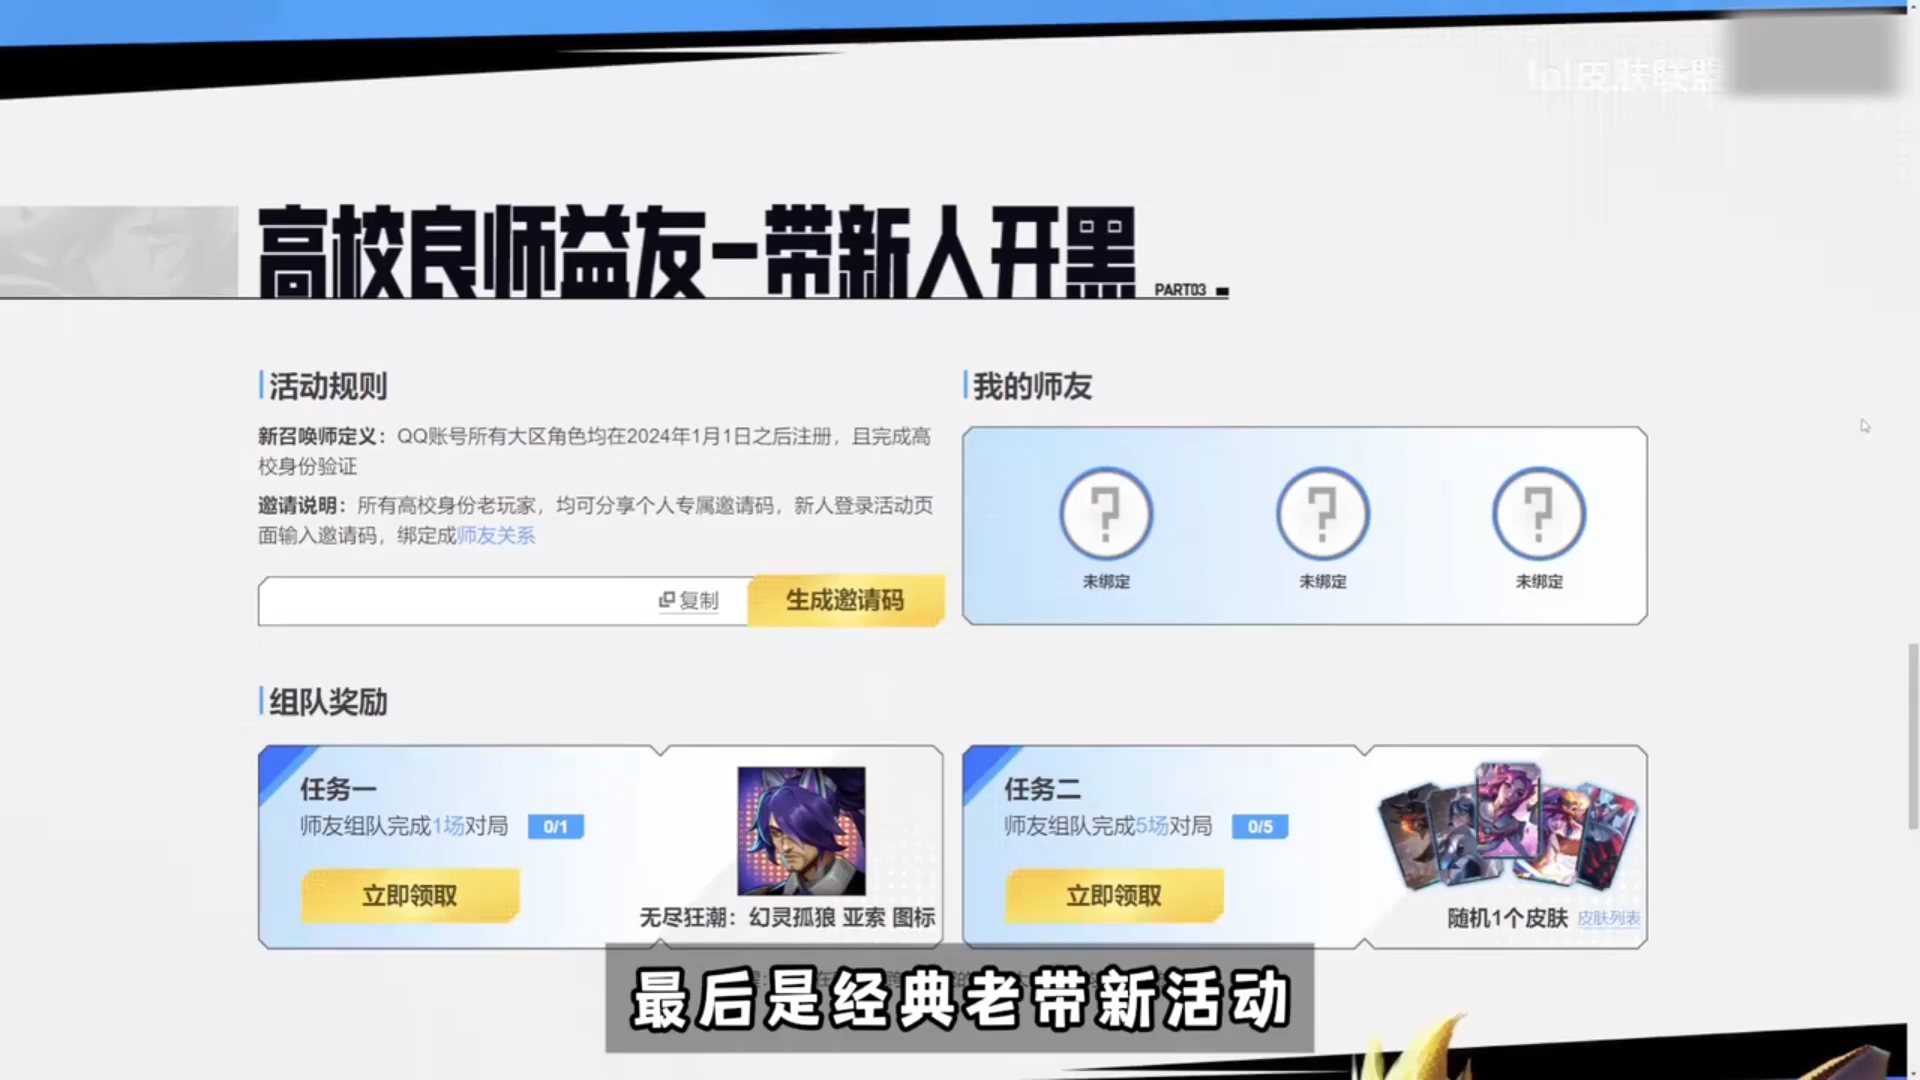 lol皮肤联盟
高校良师益友—带新人开黑 PART03
活动规则
新召唤师定义：QQ账号所有大区角色均在2024年1月1日之后注册，且完成高
校身份验证
邀请说明：所有高校身份老玩家，均可分享个人专属邀请码，新人登录活动页
面输入邀请码，绑定成师友关系
复制
生成邀请码
我的师友
未绑定
未绑定
未绑定
组队奖励
任务一
师友组队完成1场对局 0/1
立即领取
无尽狂潮：幻灵孤狼 亚索 图标
任务二
师友组队完成5场对局 0/5
立即领取
随机1个皮肤 皮肤列表
最后是经典老带新活动